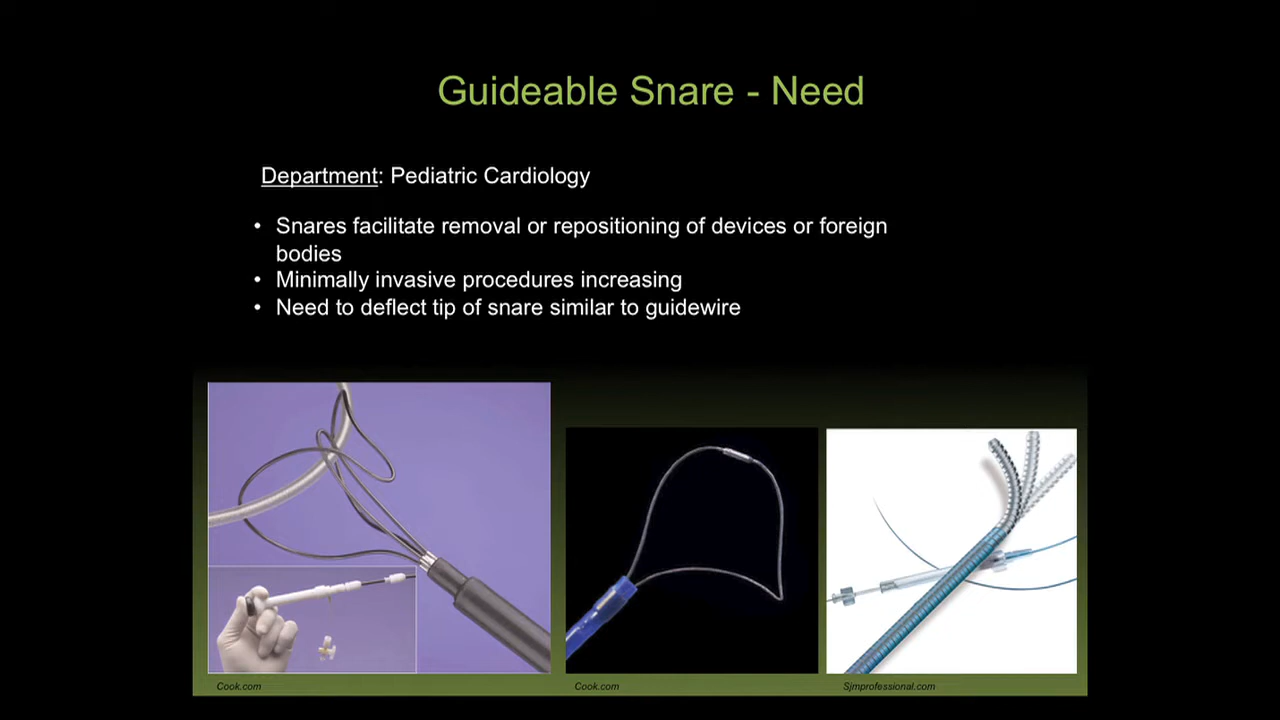 Guideable Snare - Need
Department: Pediatric Cardiology
• Snares facilitate removal or repositioning of devices or foreign
bodies
• Minimally invasive procedures increasing
• Need to deflect tip of snare similar to guidewire
Cook.com
Cook.com
Sjmprofessional.com